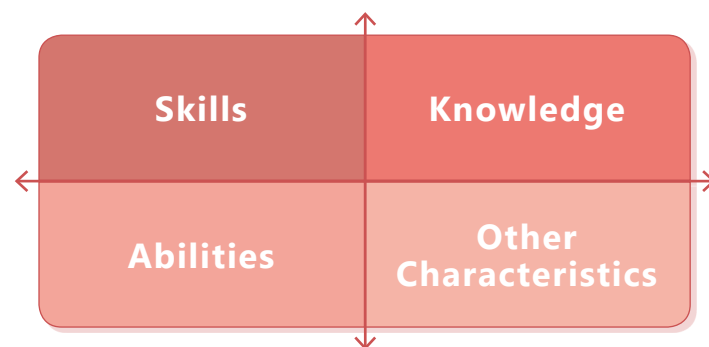 Skills
Knowledge
Abilities
Other
Characteristics